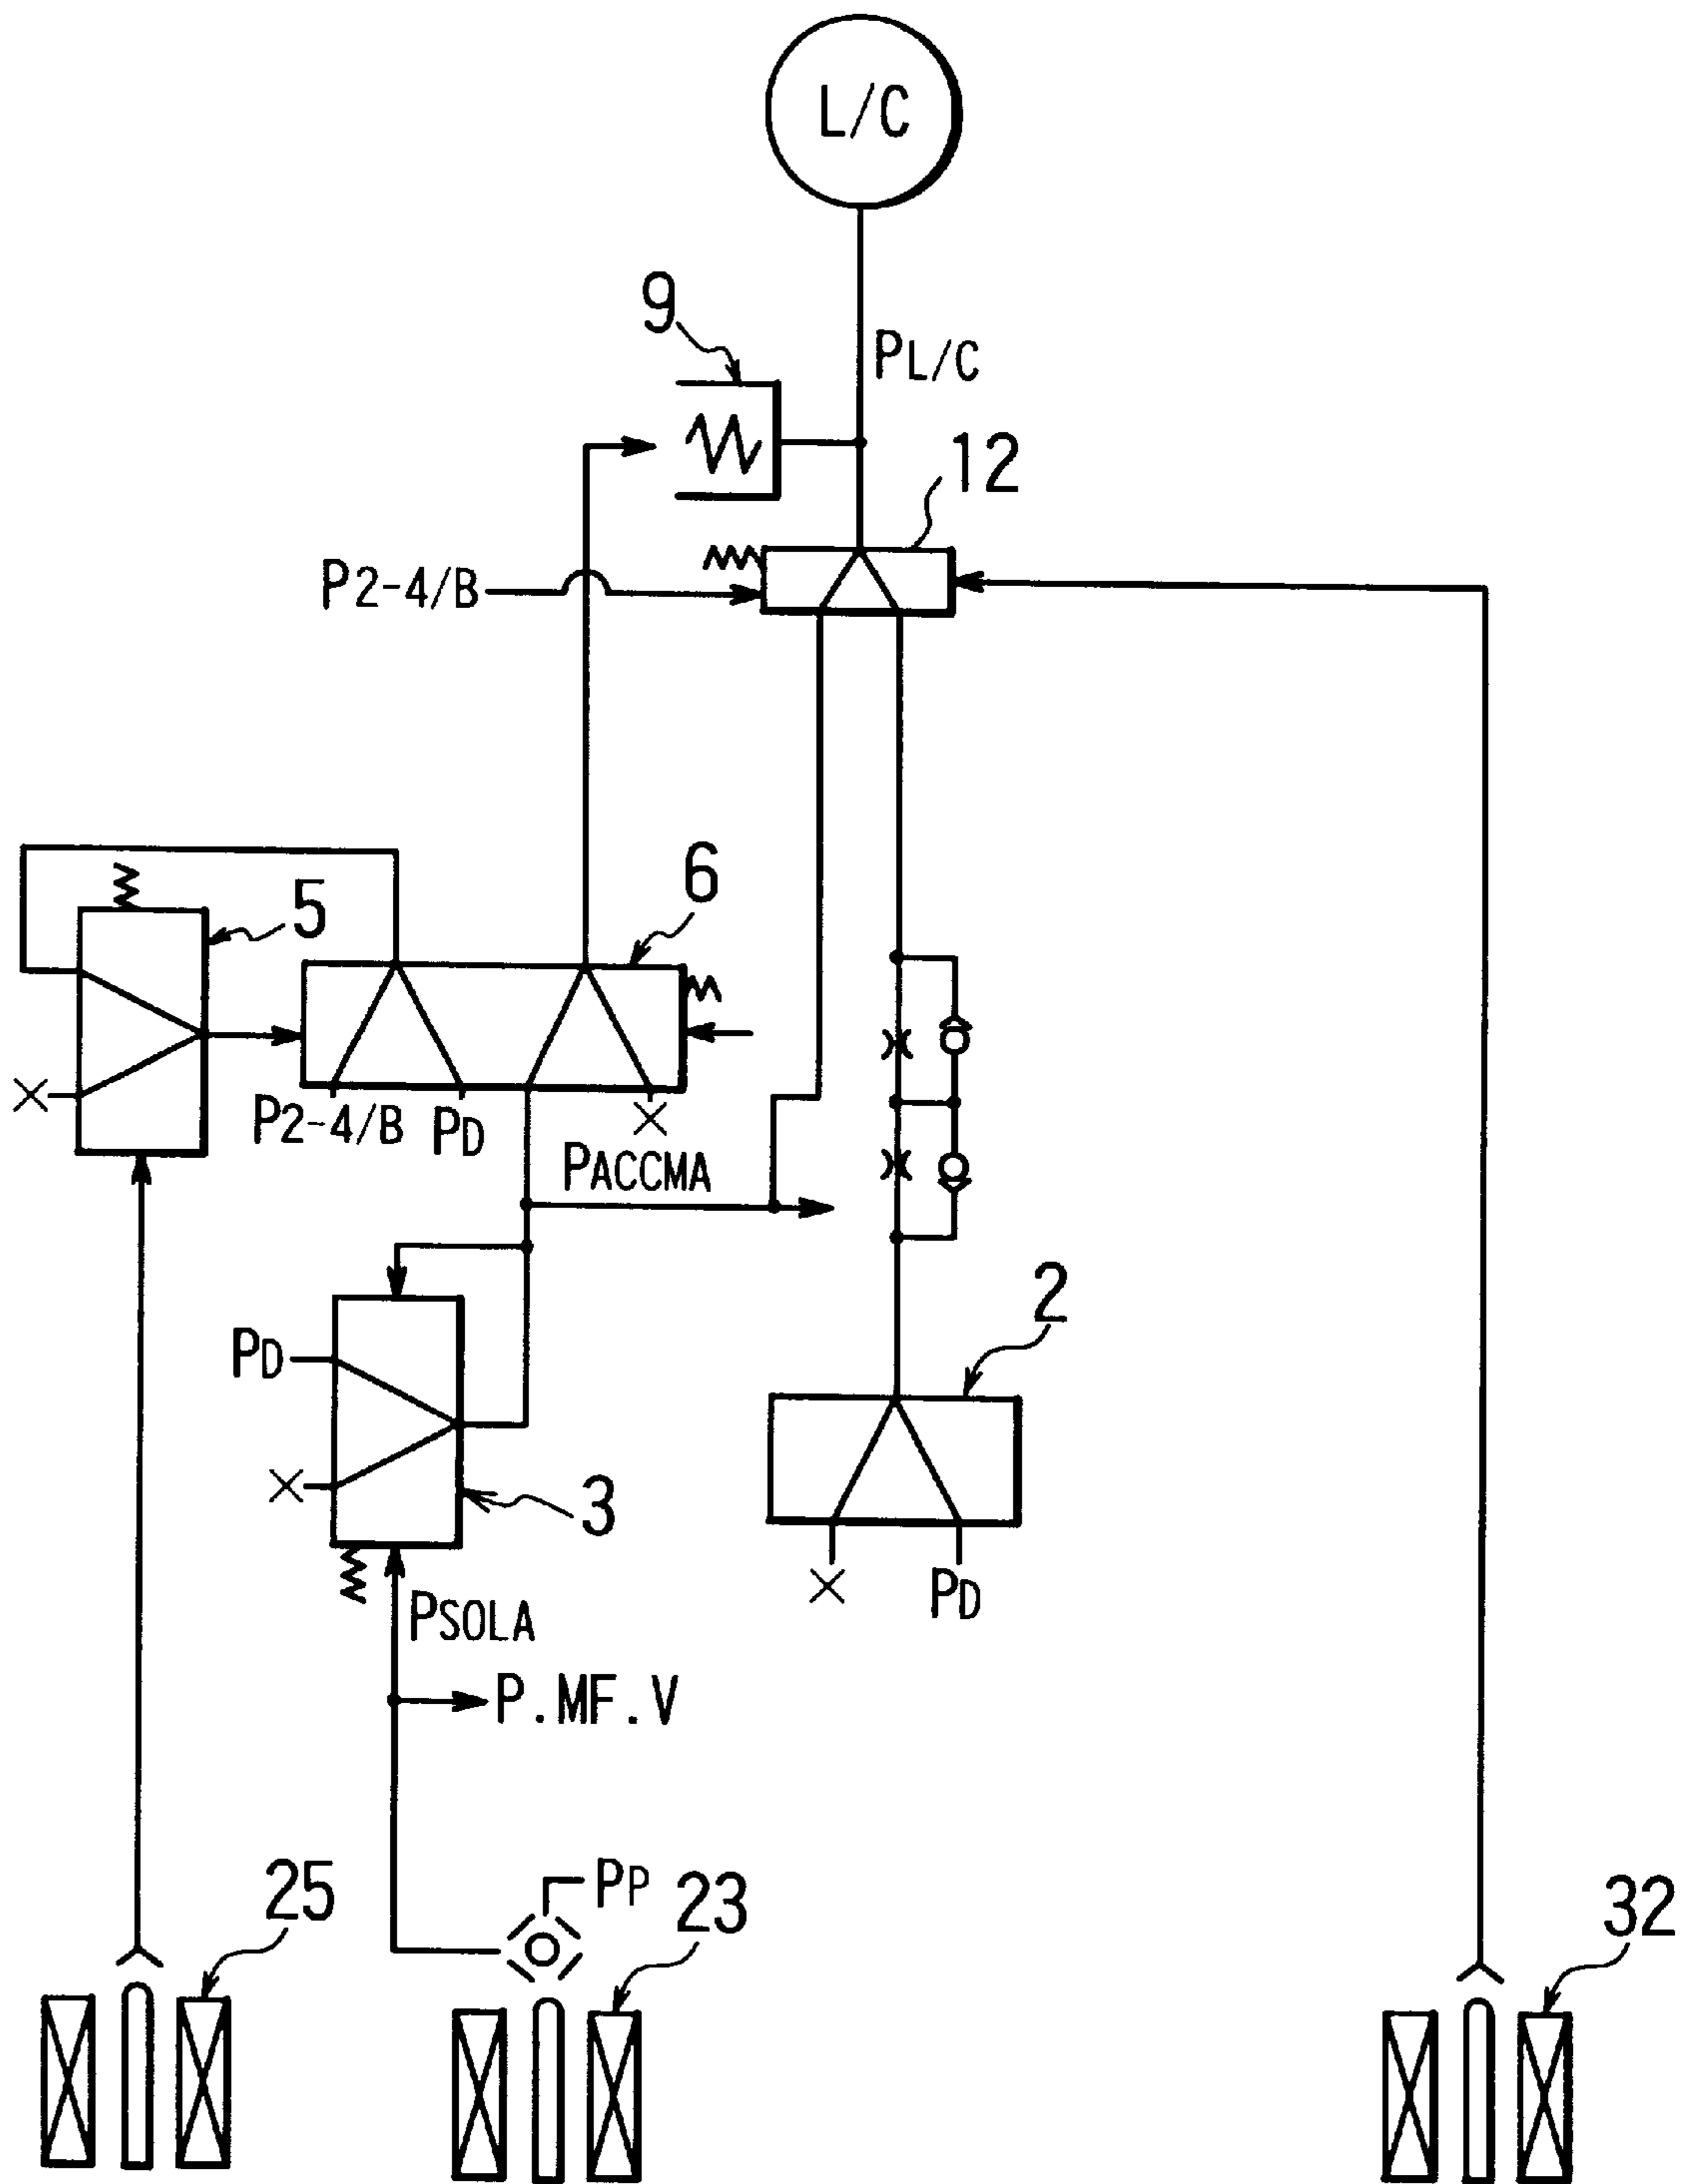 L/C
9
PL/C
12
P2-4/B
5
6
P2-4/B PD
PACCMA
2
PD
3
PD
PSOLA
P.MF.V
25
PP
23
32